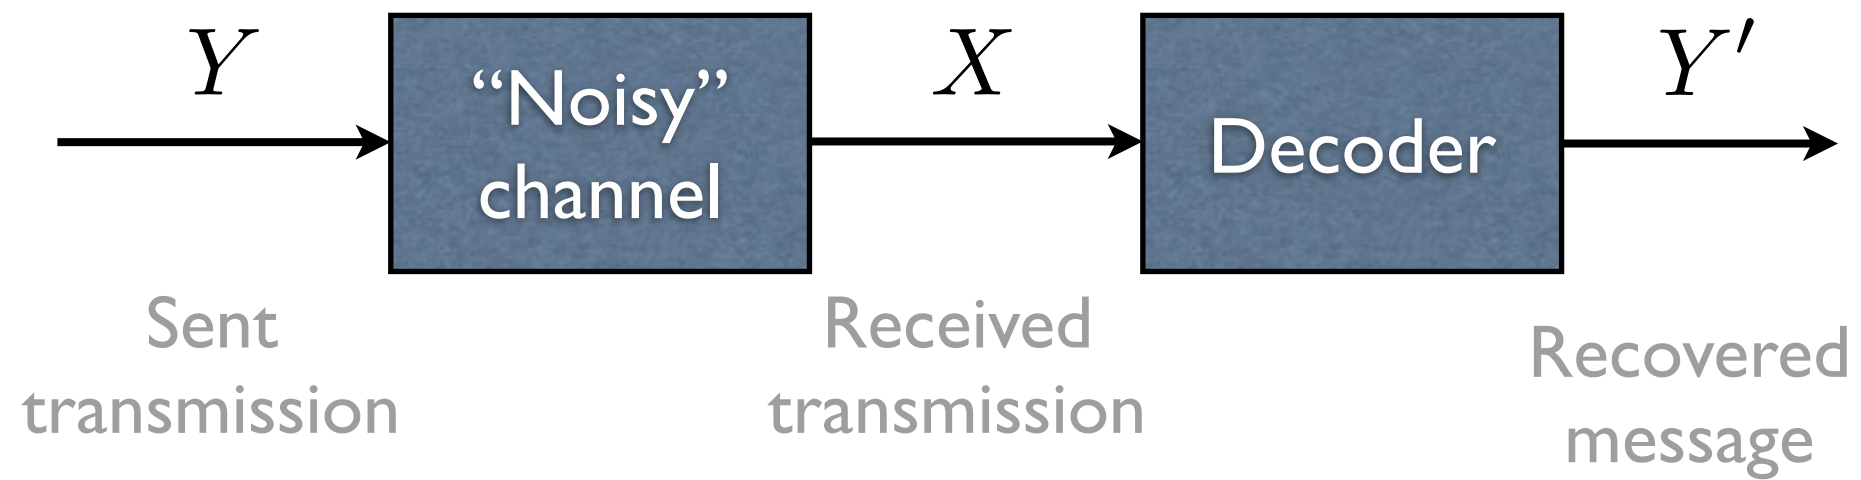 Y
“Noisy”
channel
X
Decoder
Y′
Sent
transmission
Received
transmission
Recovered
message